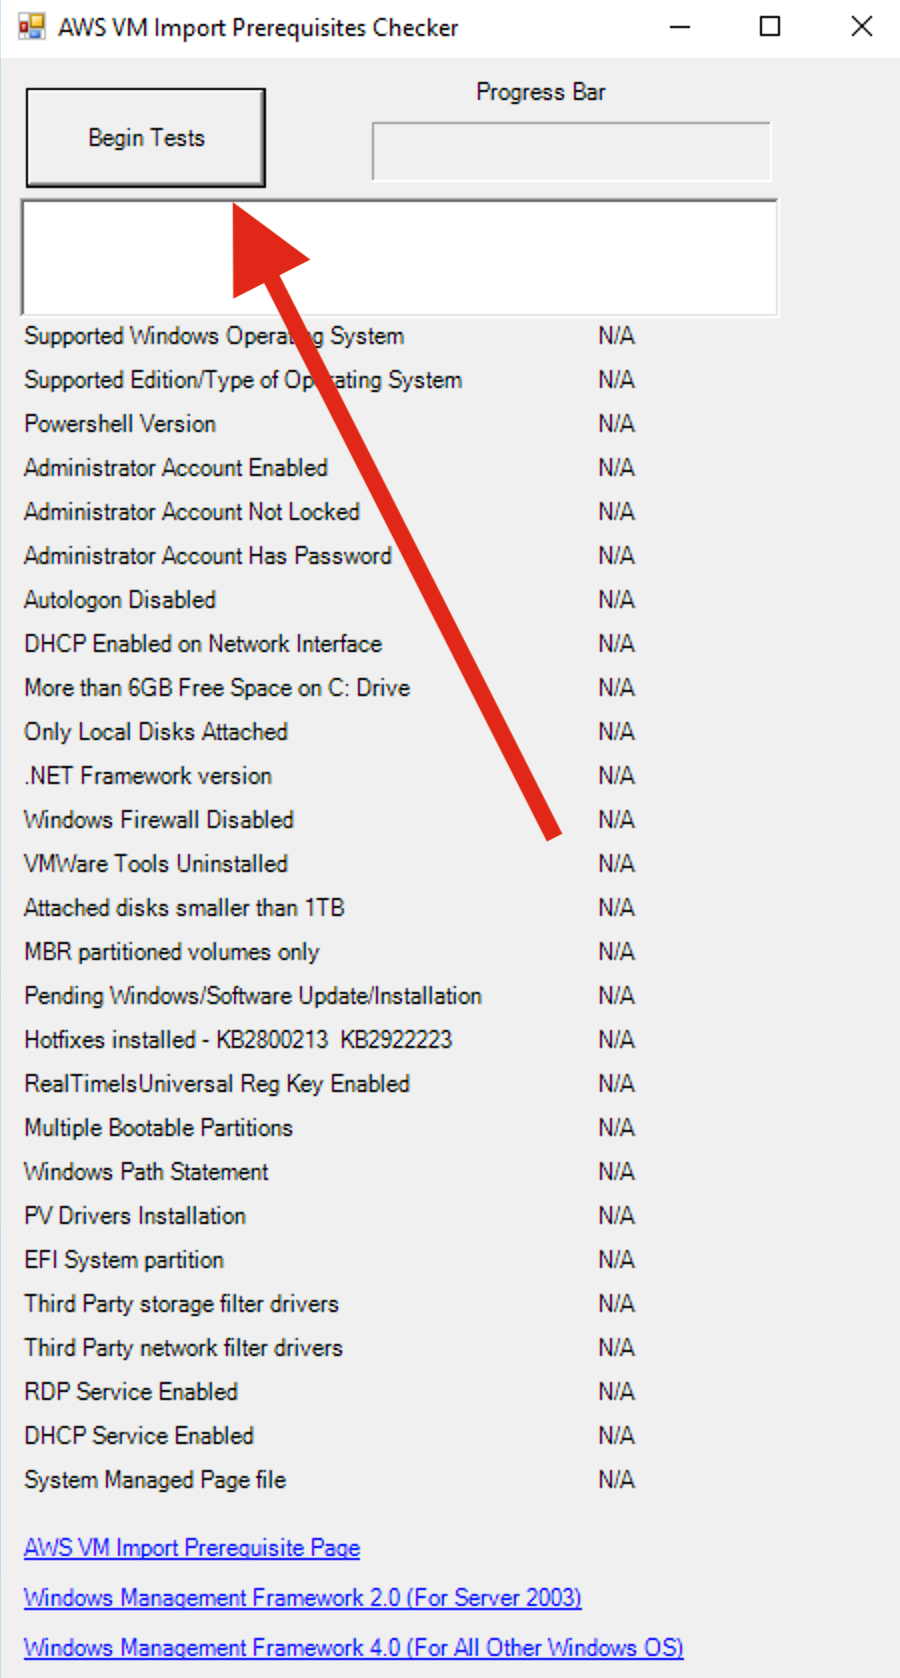 AWS VM Import Prerequisites Checker
Progress Bar
Begin Tests
Supported Windows Operating System N/A
Supported Edition/Type of Operating System N/A
Powershell Version N/A
Administrator Account Enabled N/A
Administrator Account Not Locked N/A
Administrator Account Has Password N/A
Autologon Disabled N/A
DHCP Enabled on Network Interface N/A
More than 6GB Free Space on C: Drive N/A
Only Local Disks Attached N/A
.NET Framework version N/A
Windows Firewall Disabled N/A
VMWare Tools Uninstalled N/A
Attached disks smaller than 1TB N/A
MBR partitioned volumes only N/A
Pending Windows/Software Update/Installation N/A
Hotfixes installed - KB2800213 KB2922223 N/A
RealTimeIsUniversal Reg Key Enabled N/A
Multiple Bootable Partitions N/A
Windows Path Statement N/A
PV Drivers Installation N/A
EFI System partition N/A
Third Party storage filter drivers N/A
Third Party network filter drivers N/A
RDP Service Enabled N/A
DHCP Service Enabled N/A
System Managed Page file N/A
AWS VM Import Prerequisite Page
Windows Management Framework 2.0 (For Server 2003)
Windows Management Framework 4.0 (For All Other Windows OS)